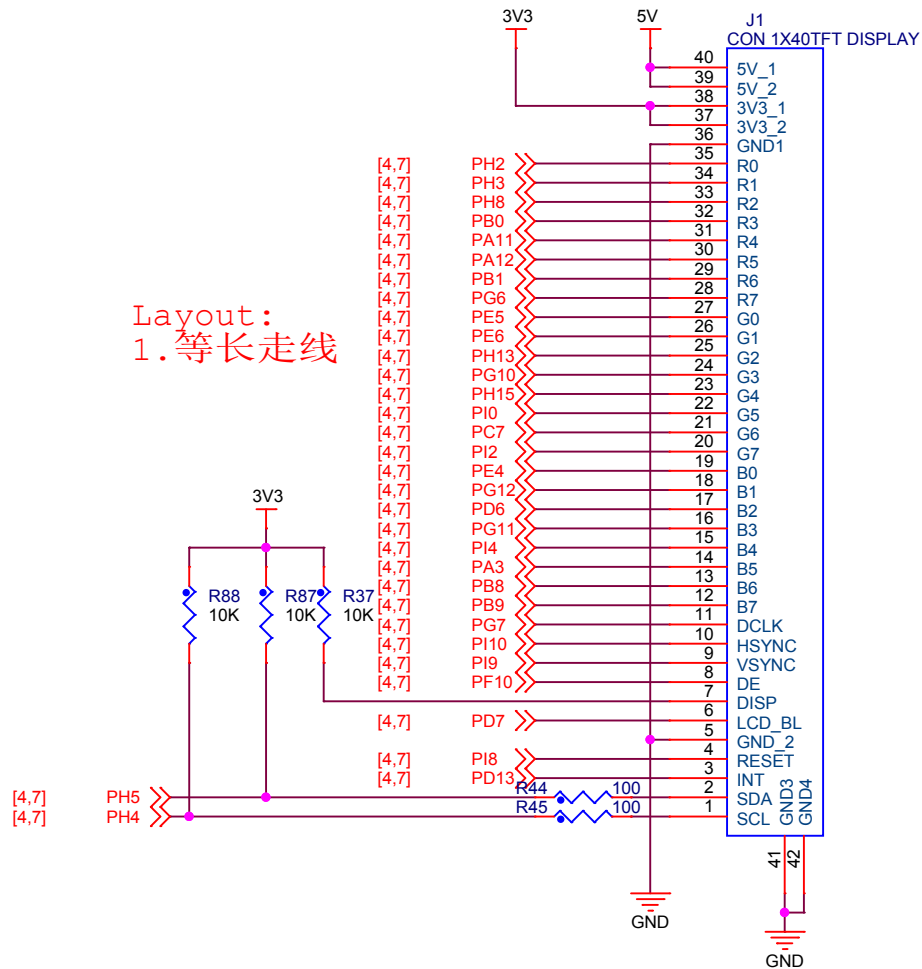 3V3 5V J1
CON 1X40TFT DISPLAY
40 5V_1
39 5V_2
38 3V3_1
37 3V3_2
36 GND1
[4,7] PH2 35 R0
[4,7] PH3 34 R1
[4,7] PH8 33 R2
[4,7] PB0 32 R3
[4,7] PA11 31 R4
[4,7] PA12 30 R5
[4,7] PB1 29 R6
[4,7] PG6 28 R7
[4,7] PE5 27 G0
[4,7] PE6 26 G1
[4,7] PH13 25 G2
[4,7] PG10 24 G3
[4,7] PH15 23 G4
[4,7] PI0 22 G5
[4,7] PC7 21 G6
[4,7] PI2 20 G7
[4,7] PE4 19 B0
[4,7] PG12 18 B1
[4,7] PD6 17 B2
[4,7] PG11 16 B3
[4,7] PI4 15 B4
[4,7] PA3 14 B5
[4,7] PB8 13 B6
[4,7] PB9 12 B7
[4,7] PG7 11 DCLK
[4,7] PI10 10 HSYNC
[4,7] PI9 9 VSYNC
[4,7] PF10 8 DE
7 DISP
[4,7] PD7 6 LCD_BL
5 GND_2
[4,7] PI8 4 RESET
[4,7] PD13 3 INT
[4,7] PH5 R44 100 2 SDA
[4,7] PH4 R45 100 1 SCL
Layout:
1.等长走线
3V3
R88 R87 R37
10K 10K 10K
GND3 GND4
41 42
GND
GND